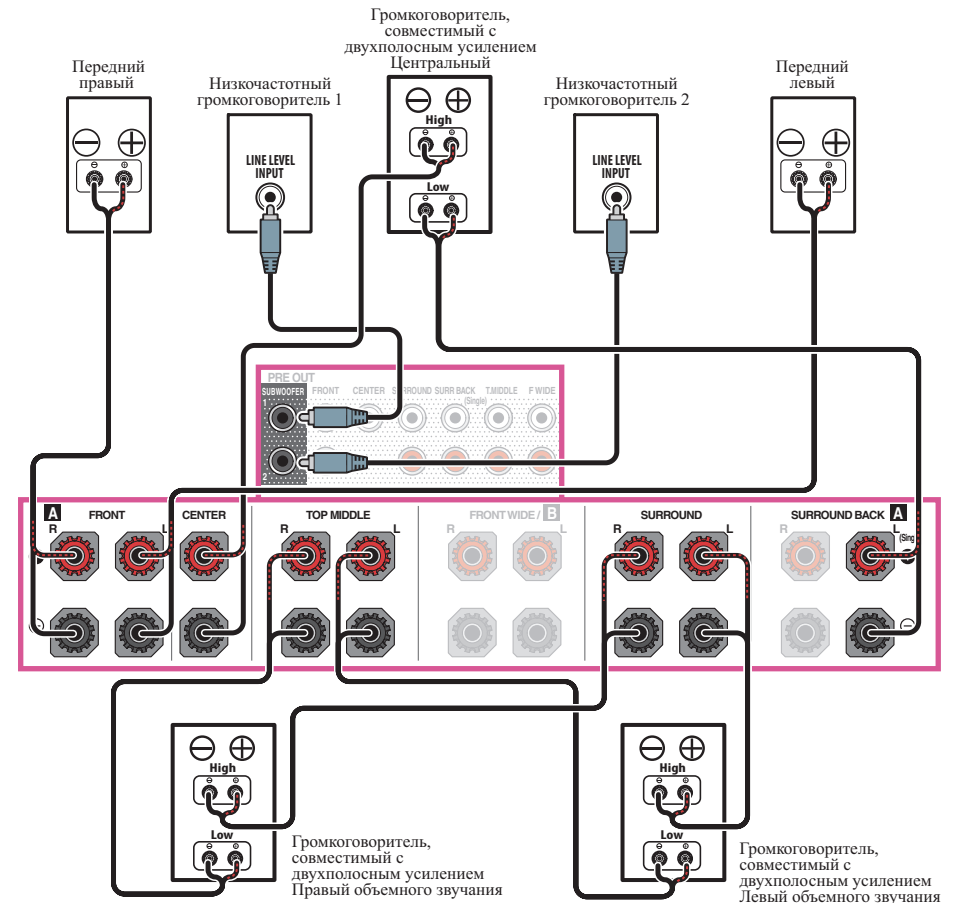 Громкоговоритель,
совместимый с
двухполосным усилением
Центральный
Передний
правый
Низкочастотный
громкоговоритель 1
Низкочастотный
громкоговоритель 2
Передний
левый
High
Low
LINE LEVEL
INPUT
LINE LEVEL
INPUT
PRE OUT
SUBWOOFER
FRONT
CENTER
SURR BACK
(Single)
T.MIDDLE
F WIDE
1
2
A
FRONT
R
L
CENTER
TOP MIDDLE
R
L
FRONT WIDE / B
R
L
SURROUND
R
L
SURROUND BACK A
R
L
High
Low
High
Low
Громкоговоритель,
совместимый с
двухполосным усилением
Правый объемного звучания
Громкоговоритель,
совместимый с
двухполосным усилением
Левый объемного звучания